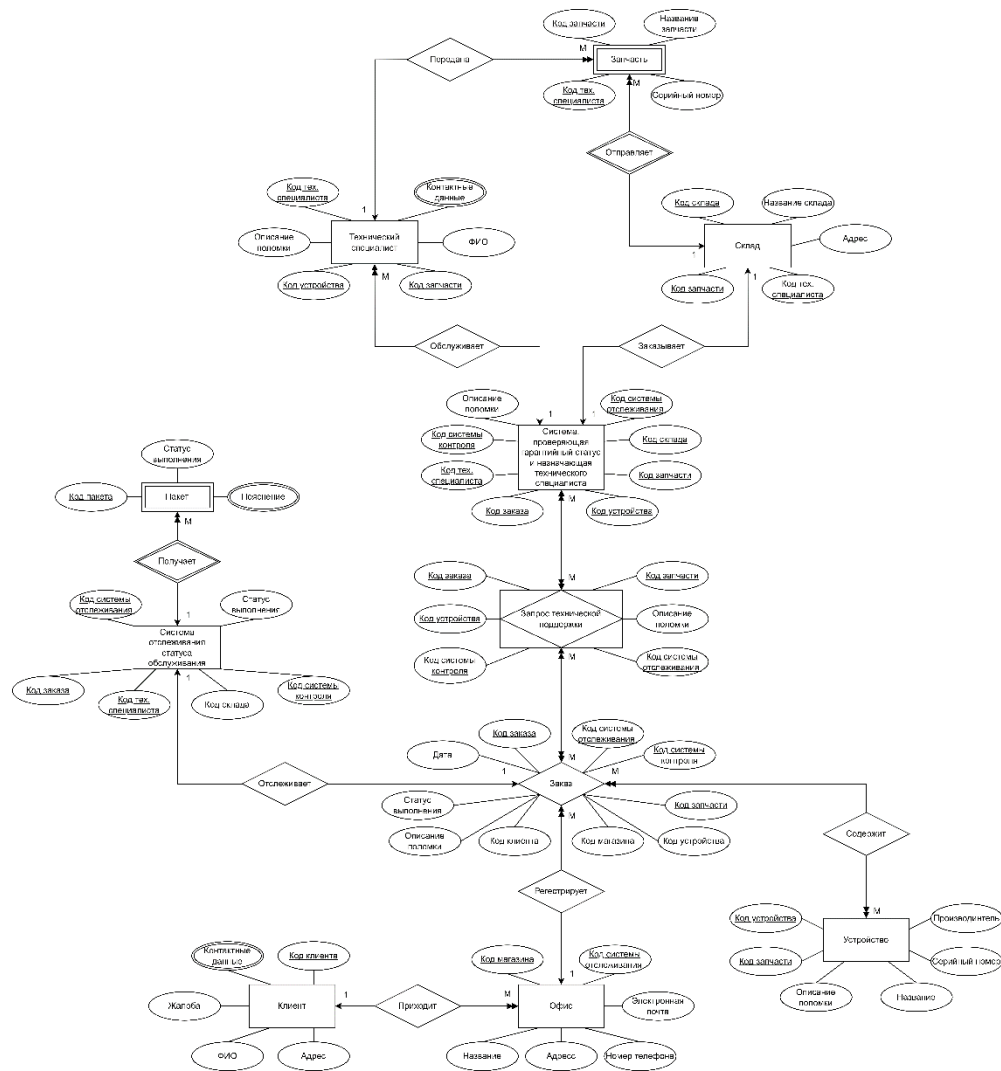 Код запчасти
Название
запчасти
Передана
М
Запчасть
М
Код тех.
специалиста
Серийный номер
Отправляет
Код тех.
специалиста
Контактные
данные
1
Описание
поломки
Технический
специалист
ФИО
Код устройства
М
Код запчасти
Код склада
Название склада
Склад
Адрес
1
1
Код запчасти
Код тех.
специалиста
Обслуживает
Заказывает
Описание
поломки
1
1
Код системы
отслеживания
Код системы
контроля
Система,
проверяющая
гарантийный статус
и назначающая
технического
специалиста
Код склада
Код тех.
специалиста
Код запчасти
Код заказа
М
Код устройства
Статус
выполнения
Код пакета
Пакет
Пояснение
М
Получает
Код системы
отслеживания
Статус
выполнения
1
Система
отслеживания
статуса
обслуживания
1
Код заказа
Код тех.
специалиста
Код склада
Код системы
контроля
М
Код заказа
Код запчасти
Код устройства
Запрос технической
поддержки
Описание
поломки
Код системы
контроля
М
Код системы
отслеживания
Код заказа
Код системы
отслеживания
Дата
М
Код системы
контроля
Отслеживает
1
Заказ
М
Статус
выполнения
Код запчасти
Описание
поломки
Код клиента
М
Код магазина
Код устройства
Содержит
Регестрирует
М
Код устройства
Производитель
Устройство
Код запчасти
Серийный номер
Описание
поломки
Название
Контактные
данные
Код клиента
Код магазина
1
Код системы
отслеживания
Жалоба
Клиент
1
Приходит
М
Офис
Электронная
почта
ФИО
Адрес
Название
Адресс
Номер телефона